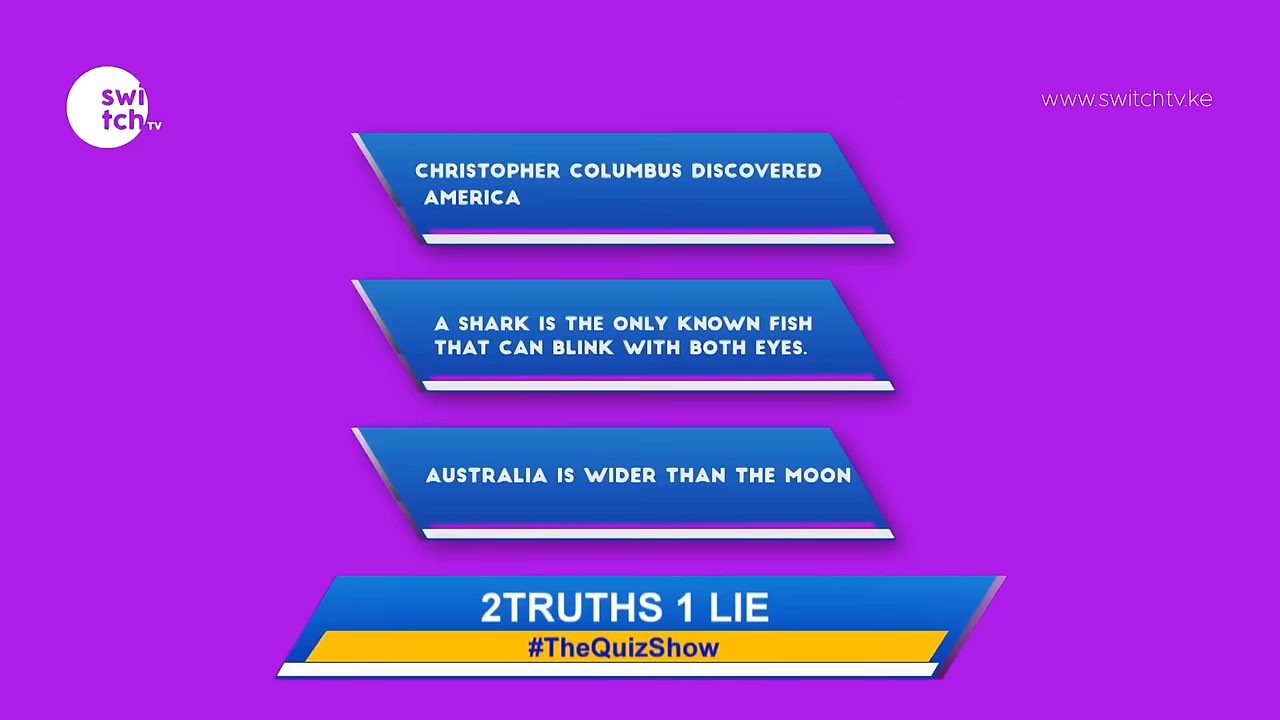 swi
tch TV
www.switchtv.ke
CHRISTOPHER COLUMBUS DISCOVERED
AMERICA
A SHARK IS THE ONLY KNOWN FISH
THAT CAN BLINK WITH BOTH EYES.
AUSTRALIA IS WIDER THAN THE MOON
2TRUTHS 1 LIE
#TheQuizShow